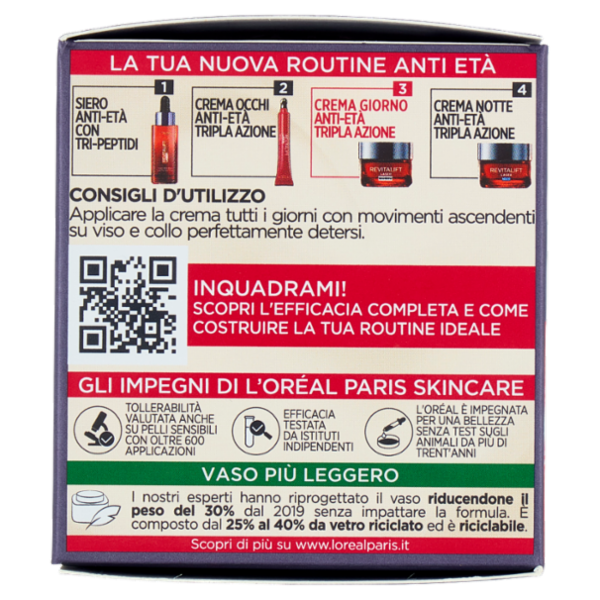 LA TUA NUOVA ROUTINE ANTI ETÀ
1
SIERO
ANTI-ETÀ
CON
TRI-PEPTIDI
2
CREMA OCCHI
ANTI-ETÀ
TRIPLA AZIONE
3
CREMA GIORNO
ANTI-ETÀ
TRIPLA AZIONE
REVITALIFT
4
CREMA NOTTE
ANTI-ETÀ
TRIPLA AZIONE
REVITALIFT
CONSIGLI D'UTILIZZO
Applicare la crema tutti i giorni con movimenti ascendenti
su viso e collo perfettamente detersi.
INQUADRAMI!
SCOPRI L'EFFICACIA COMPLETA E COME
COSTRUIRE LA TUA ROUTINE IDEALE
GLI IMPEGNI DI L'ORÉAL PARIS SKINCARE
TOLLERABILITÀ
VALUTATA ANCHE
SU PELLI SENSIBILI
CON OLTRE 600
APPLICAZIONI
EFFICACIA
TESTATA
DA ISTITUTI
INDIPENDENTI
L'ORÉAL È IMPEGNATA
PER UNA BELLEZZA
SENZA TEST SUGLI
ANIMALI DA PIÙ DI
TRENT'ANNI
VASO PIÙ LEGGERO
I nostri esperti hanno riprogettato il vaso riducendone il
peso del 30% dal 2019 senza impattare la formula. È
composto dal 25% al 40% da vetro riciclato ed è riciclabile.
Scopri di più su www.lorealparis.it